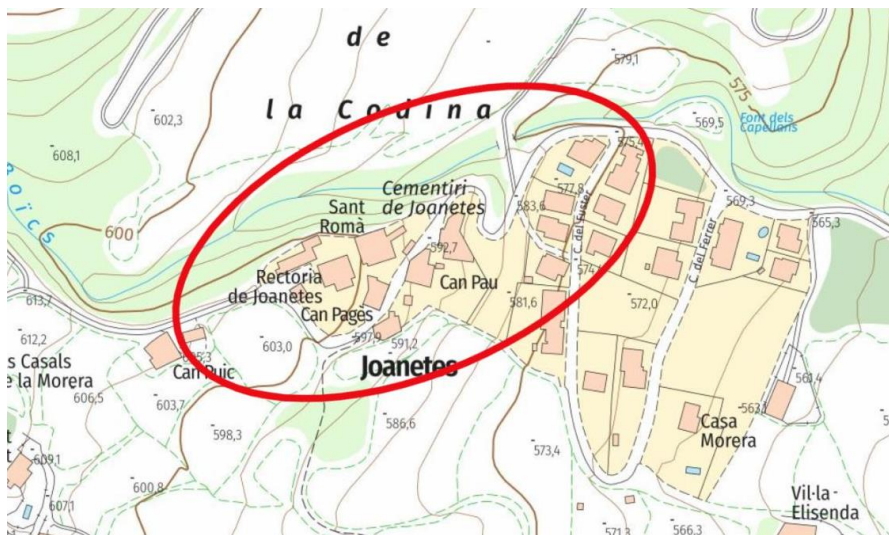 de
la Codina
579,1
575
602,3
569,5
Font dels
Capellans
608,1
575,4
Cementiri
de Joanetes
577,8
Sant
Romà
583,6
569,3
600
565,3
592,7
C. del Fuster
C. del Ferrer
Rectoria
de Joanetes
Can Pau
574,
613,7
Can Pagès
581,6
572,0
612,2
603,0
597,9
591,2
s Casals
e la Morera
605,3
Can Puic
Joanetes
606,5
603,7
561,4
586,6
563,1
598,3
Casa
Morera
573,4
609,1
600,8
Vil·la
Elisenda
607,1
571,3
566,3